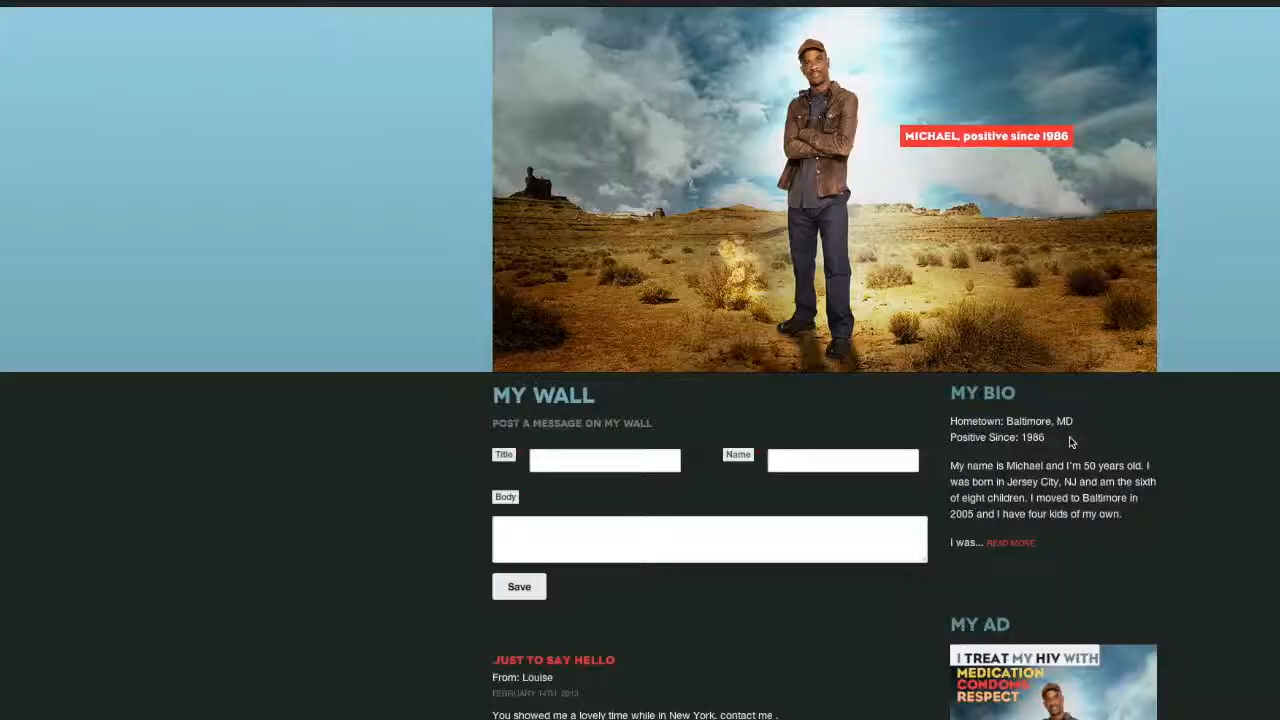 MICHAEL, positive since 1986
MY WALL
POST A MESSAGE ON MY WALL
Title
Name
Body
Save
JUST TO SAY HELLO
From: Louise
FEBRUARY 14TH, 2013
You showed me a lovely time while in New York. contact me .
MY BIO
Hometown: Baltimore, MD
Positive Since: 1986
My name is Michael and I'm 50 years old. I
was born in Jersey City, NJ and am the sixth
of eight children. I moved to Baltimore in
2005 and I have four kids of my own.
I was... READ MORE
MY AD
I TREAT MY HIV WITH
MEDICATION
CONDOMS
RESPECT